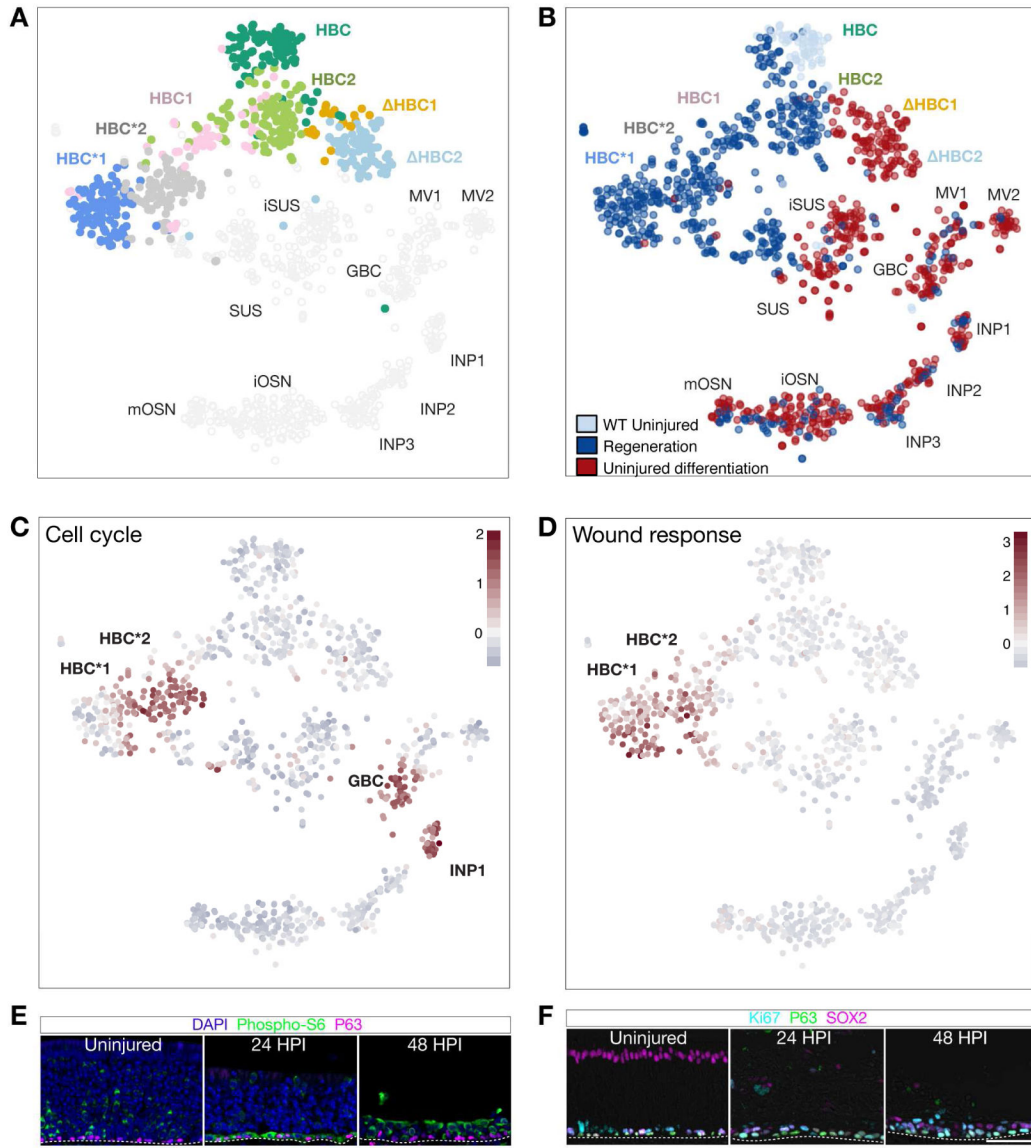 A
HBC
HBC1
HBC2
ΔHBC1
HBC*2
HBC*1
ΔHBC2
iSUS
MV1
MV2
GBC
SUS
INP1
iOSN
mOSN
INP2
INP3
B
HBC
HBC1
HBC2
ΔHBC1
HBC*2
HBC*1
ΔHBC2
iSUS
MV1
MV2
GBC
SUS
INP1
iOSN
mOSN
INP2
INP3
WT Uninjured
Regeneration
Uninjured differentiation
C
Cell cycle
2
1
0
HBC*2
HBC*1
GBC
INP1
D
Wound response
3
2
1
0
HBC*2
HBC*1
E
DAPI Phospho-S6 P63
Uninjured 24 HPI 48 HPI
F
Ki67 P63 SOX2
Uninjured 24 HPI 48 HPI